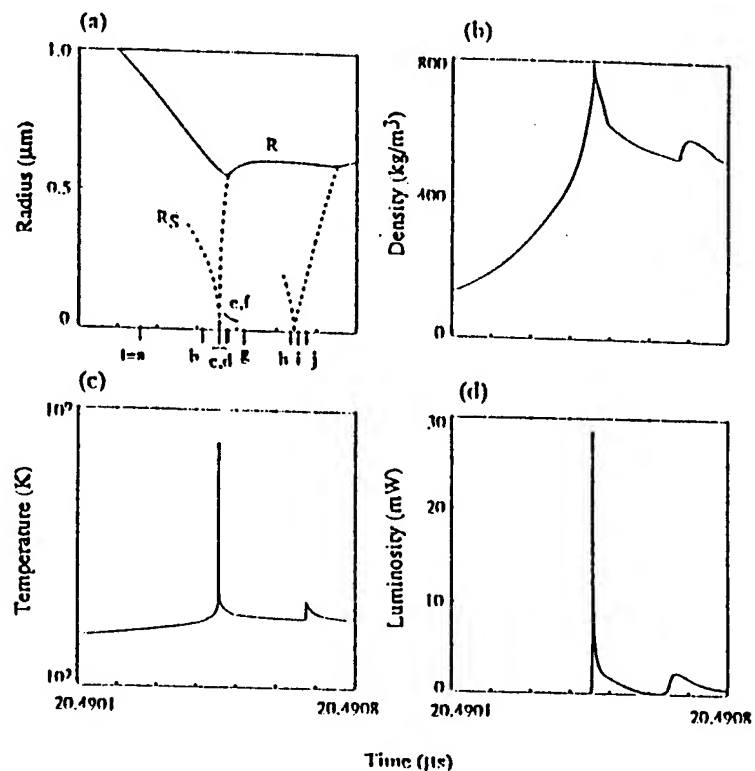 (a)
1.0
Radius (μm)
0.5
0
R
R_S
e,f
t=a b c,d g h i j
(b)
800
Density (kg/m³)
400
0
(c)
Temperature (K)
20.4901 20.4908
(d)
30
Luminosity (mW)
20
10
0
20.4901 20.4908
Time (μs)